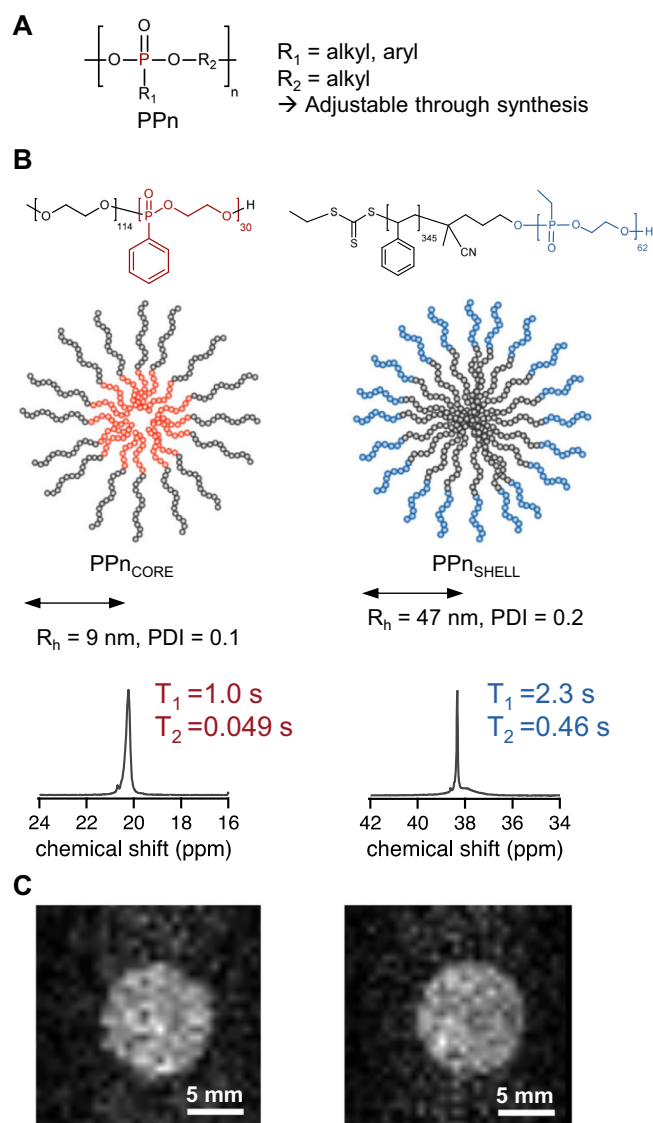 A
O
O P O R2
R1
n
PPn
R1 = alkyl, aryl
R2 = alkyl
→ Adjustable through synthesis
B
O
O O P O O H
114
30
S S
S
345
CN
O P O O H
O
62
PPnCORE
PPnSHELL
Rh = 9 nm, PDI = 0.1
Rh = 47 nm, PDI = 0.2
T1 =1.0 s
T2 =0.049 s
T1 =2.3 s
T2 =0.46 s
24 22 20 18 16
chemical shift (ppm)
42 40 38 36 34
chemical shift (ppm)
C
5 mm
5 mm